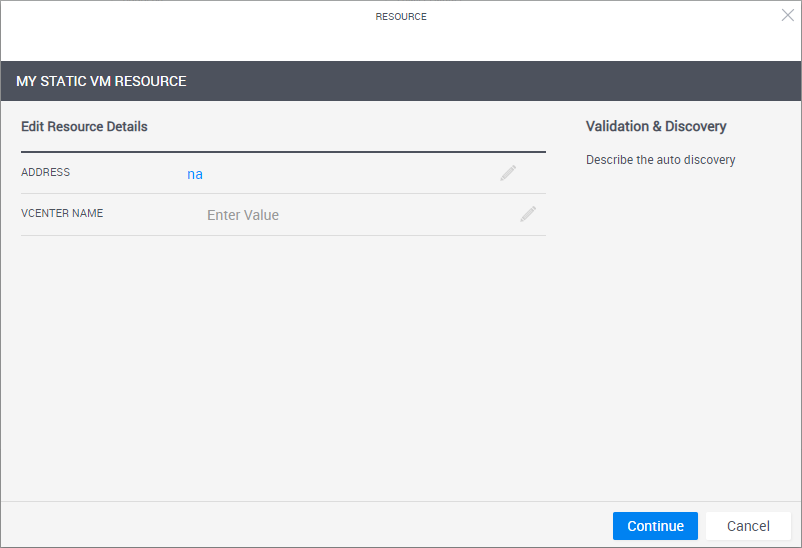 RESOURCE
MY STATIC VM RESOURCE
Edit Resource Details
Validation & Discovery
Describe the auto discovery
ADDRESS na
VCENTER NAME Enter Value
Continue Cancel